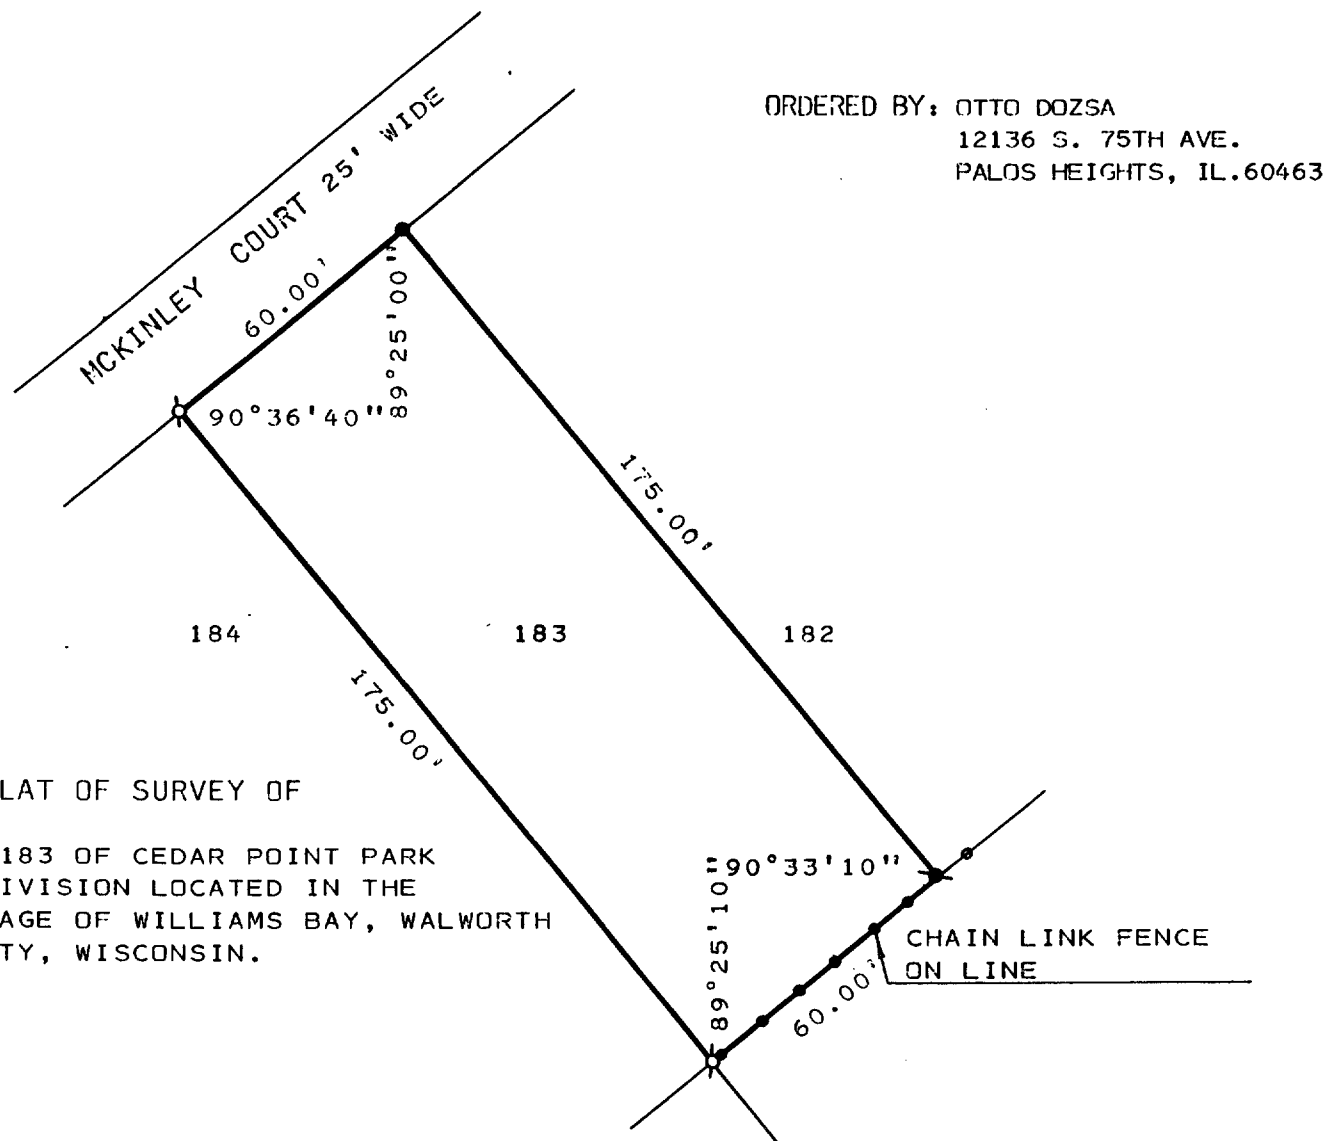 ORDERED BY: OTTO DOZSA
12136 S. 75TH AVE.
PALOS HEIGHTS, IL.60463
MCKINLEY COURT 25' WIDE
60.00'
89°25'00"
90°36'40"
175.00'
184
183
182
175.00'
LAT OF SURVEY OF
183 OF CEDAR POINT PARK
IVISION LOCATED IN THE
AGE OF WILLIAMS BAY, WALWORTH
TY, WISCONSIN.
90°33'10"
89°25'10"
60.00'
CHAIN LINK FENCE
ON LINE